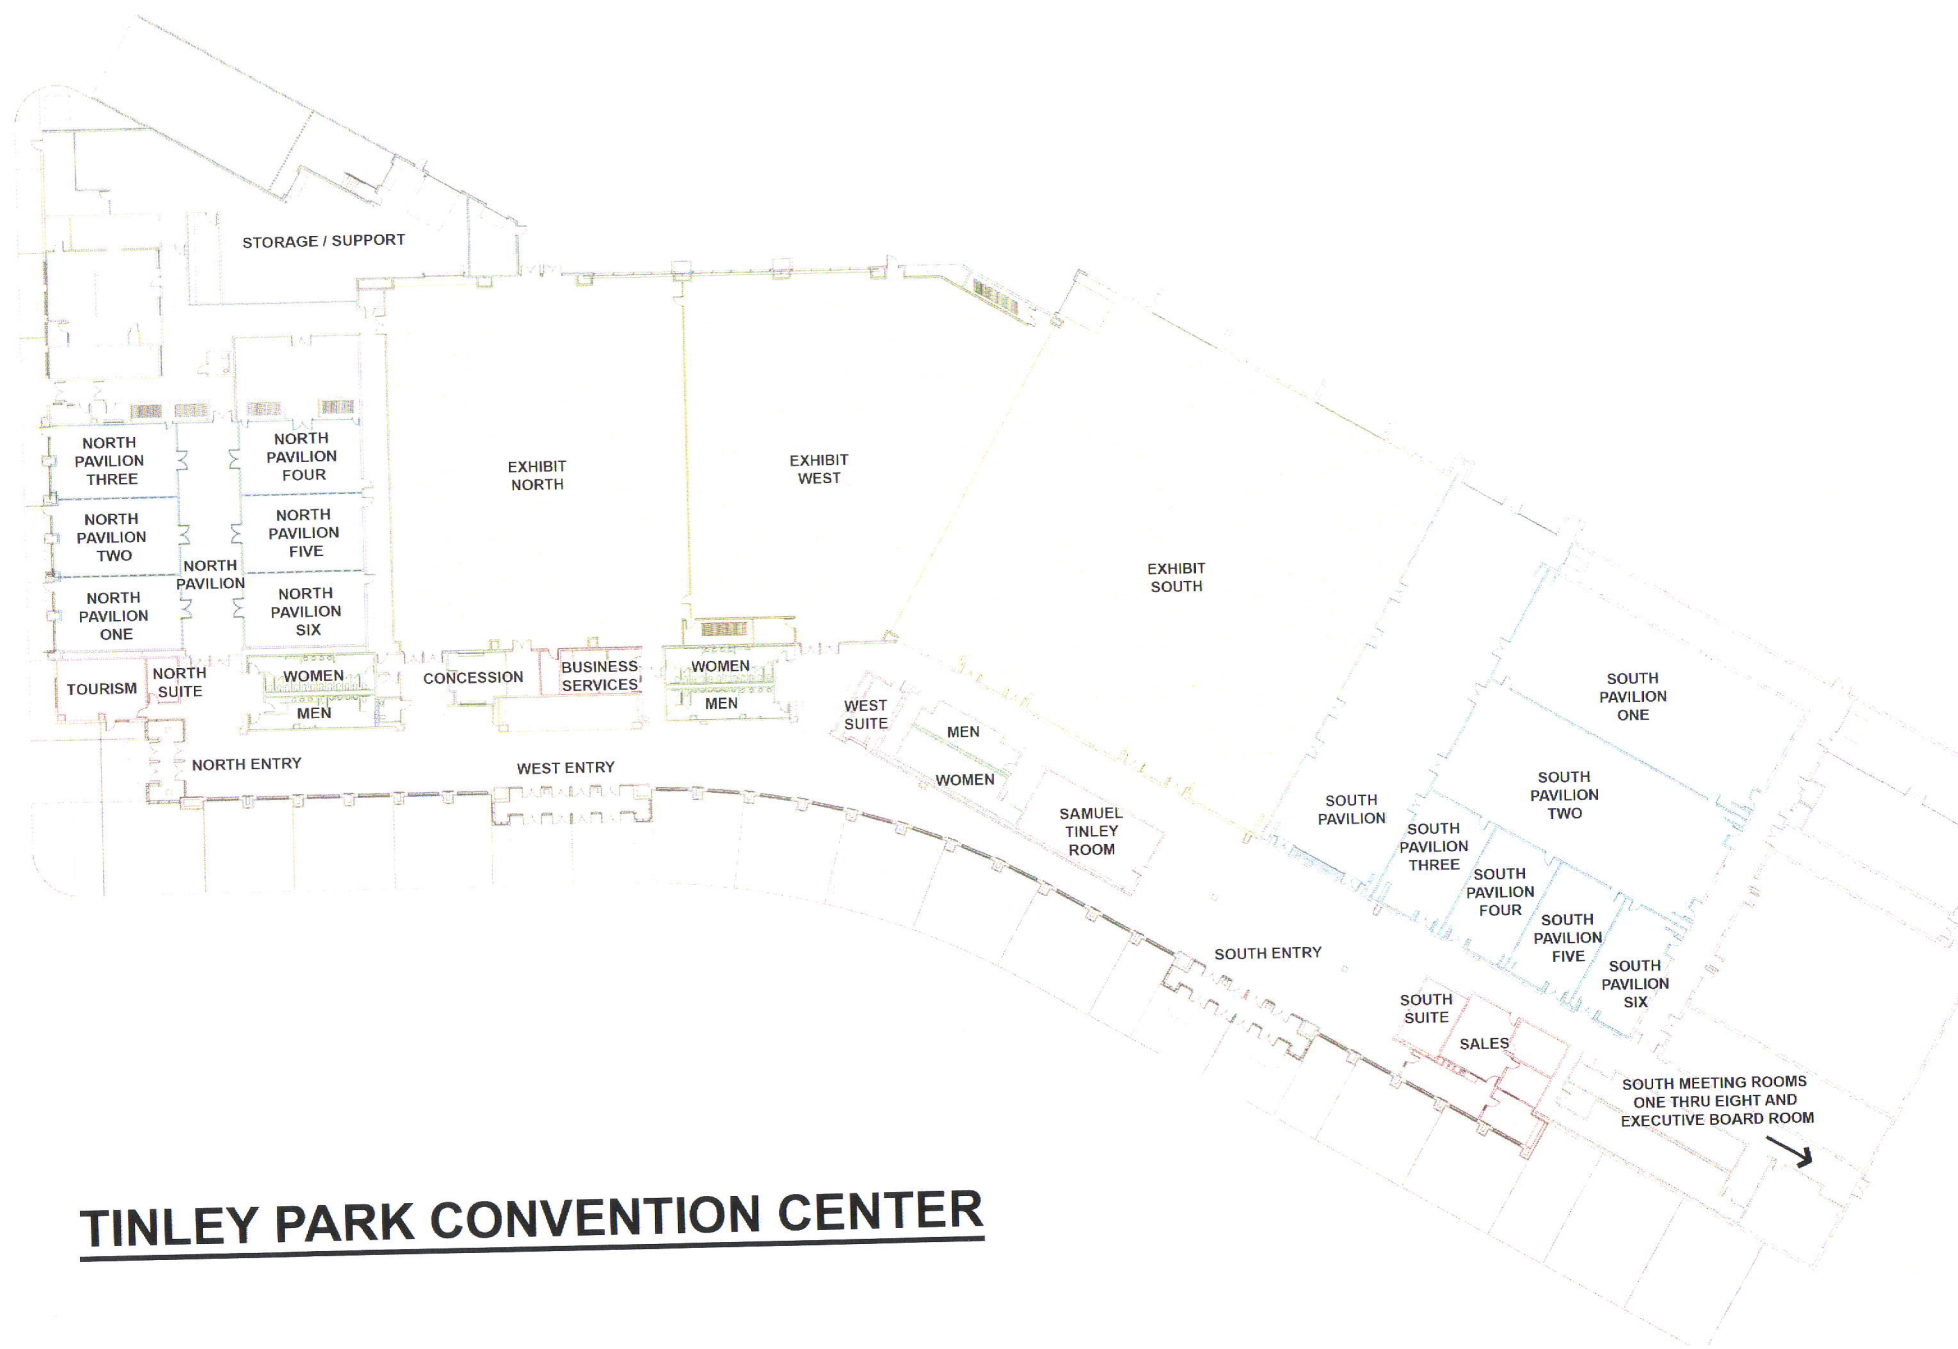 STORAGE / SUPPORT
NORTH
PAVILION
THREE
NORTH
PAVILION
FOUR
EXHIBIT
NORTH
EXHIBIT
WEST
NORTH
PAVILION
TWO
NORTH
PAVILION
FIVE
NORTH
PAVILION
EXHIBIT
SOUTH
NORTH
PAVILION
ONE
NORTH
PAVILION
SIX
TOURISM
NORTH
SUITE
WOMEN
MEN
CONCESSION
BUSINESS
SERVICES
WOMEN
MEN
WEST
SUITE
MEN
WOMEN
SOUTH
PAVILION
ONE
NORTH ENTRY
WEST ENTRY
SAMUEL
TINLEY
ROOM
SOUTH
PAVILION
SOUTH
PAVILION
TWO
SOUTH
PAVILION
THREE
SOUTH
PAVILION
FOUR
SOUTH
PAVILION
FIVE
SOUTH
PAVILION
SIX
SOUTH ENTRY
SOUTH
SUITE
SALES
SOUTH MEETING ROOMS
ONE THRU EIGHT AND
EXECUTIVE BOARD ROOM
TINLEY PARK CONVENTION CENTER